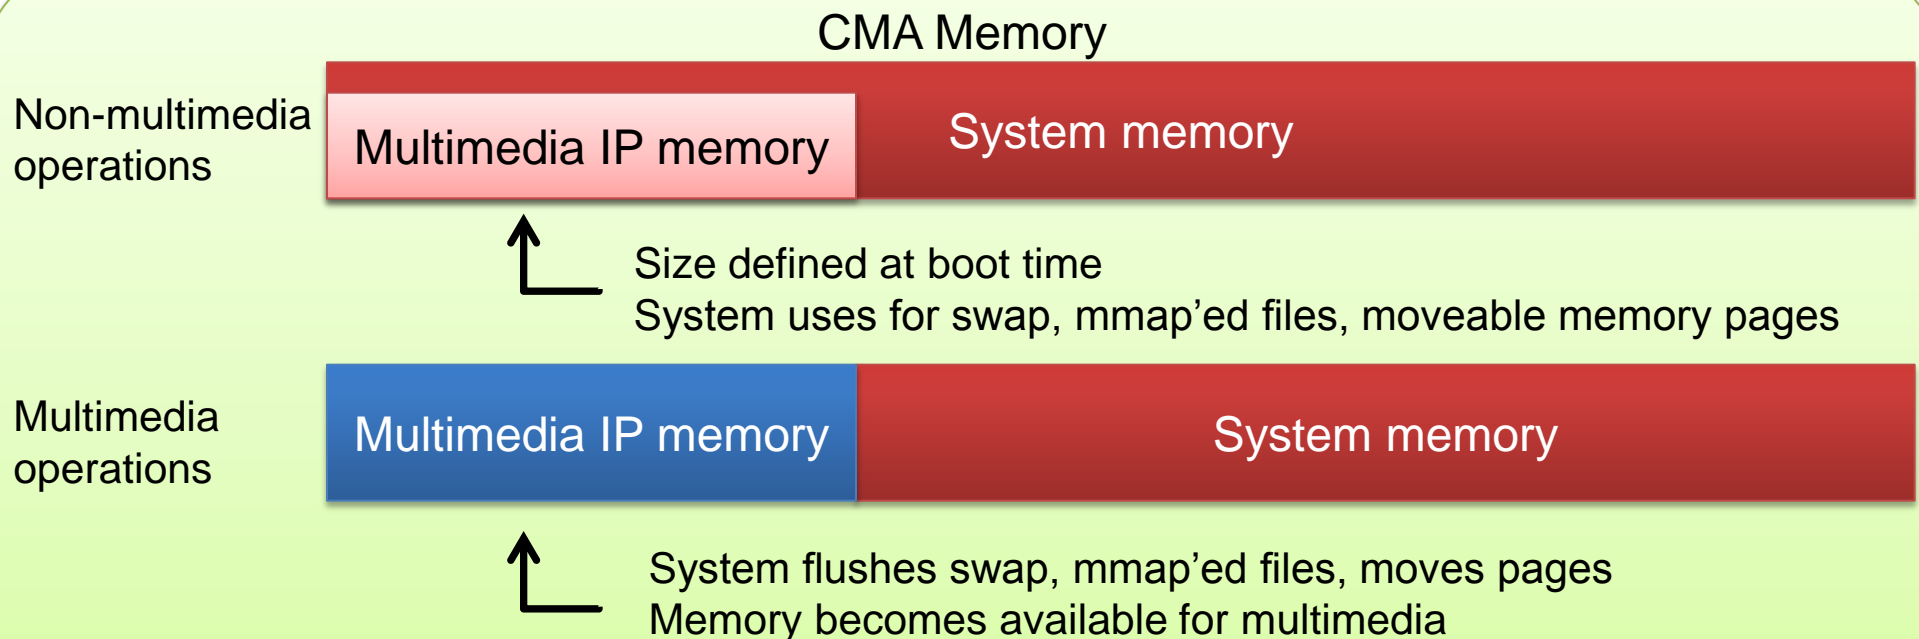 CMA Memory
Non-multimedia
operations
Multimedia IP memory
System memory
Size defined at boot time
System uses for swap, mmap’ed files, moveable memory pages
Multimedia
operations
Multimedia IP memory
System memory
System flushes swap, mmap’ed files, moves pages
Memory becomes available for multimedia